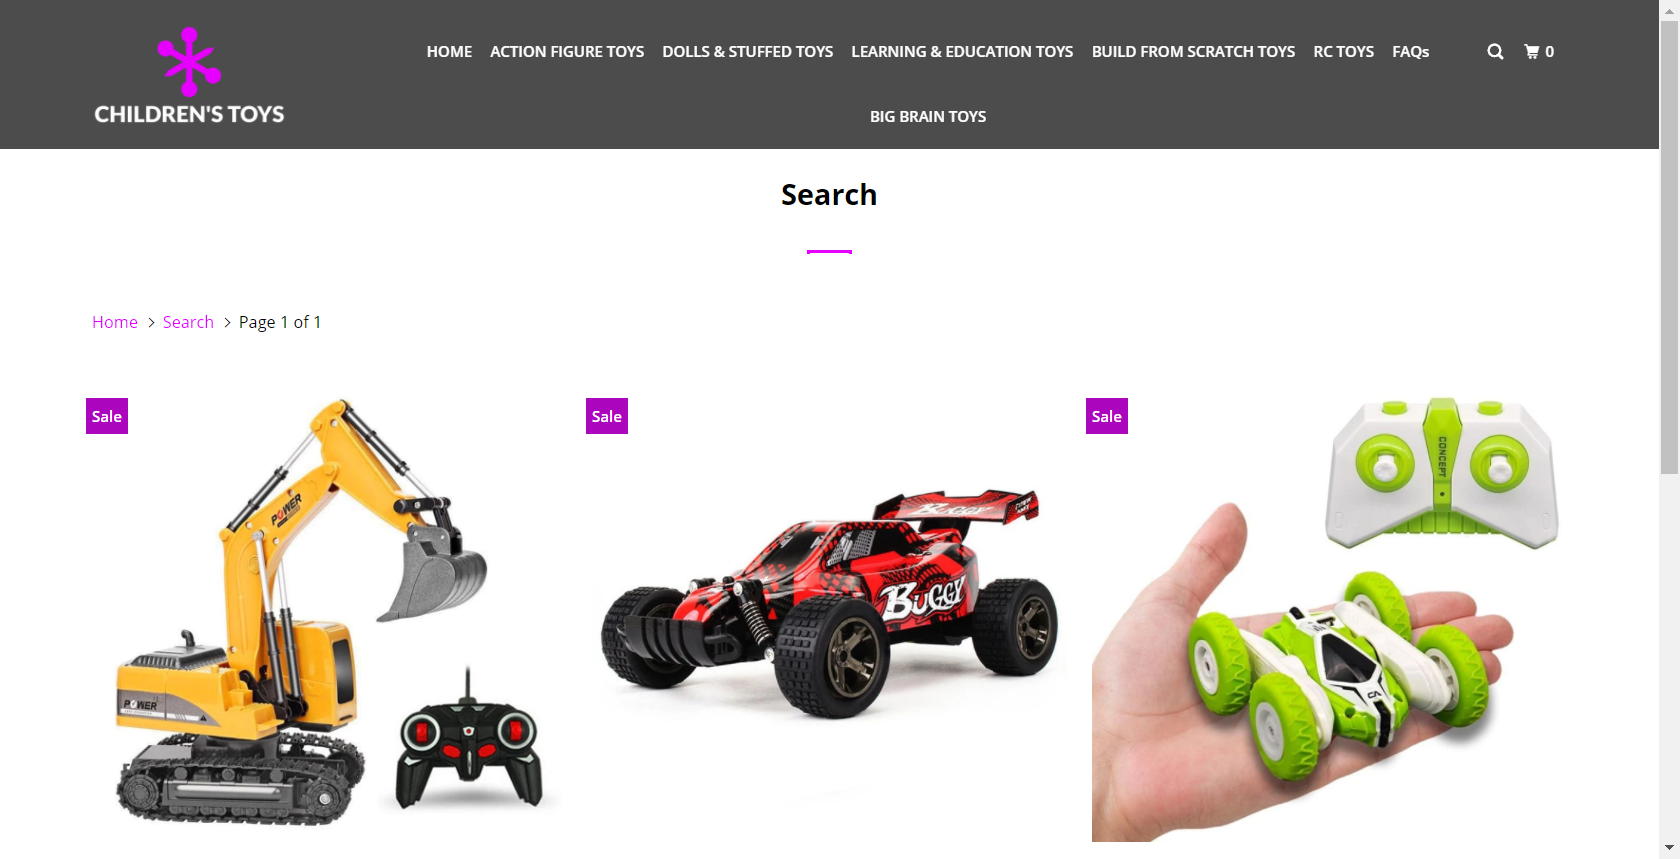 HOME ACTION FIGURE TOYS DOLLS & STUFFED TOYS LEARNING & EDUCATION TOYS BUILD FROM SCRATCH TOYS RC TOYS FAQs 0
CHILDREN'S TOYS
BIG BRAIN TOYS
Search
Home > Search > Page 1 of 1
Sale
Sale
Sale
POWER
POWER
BUGGY
BUGGY
CONCEPT